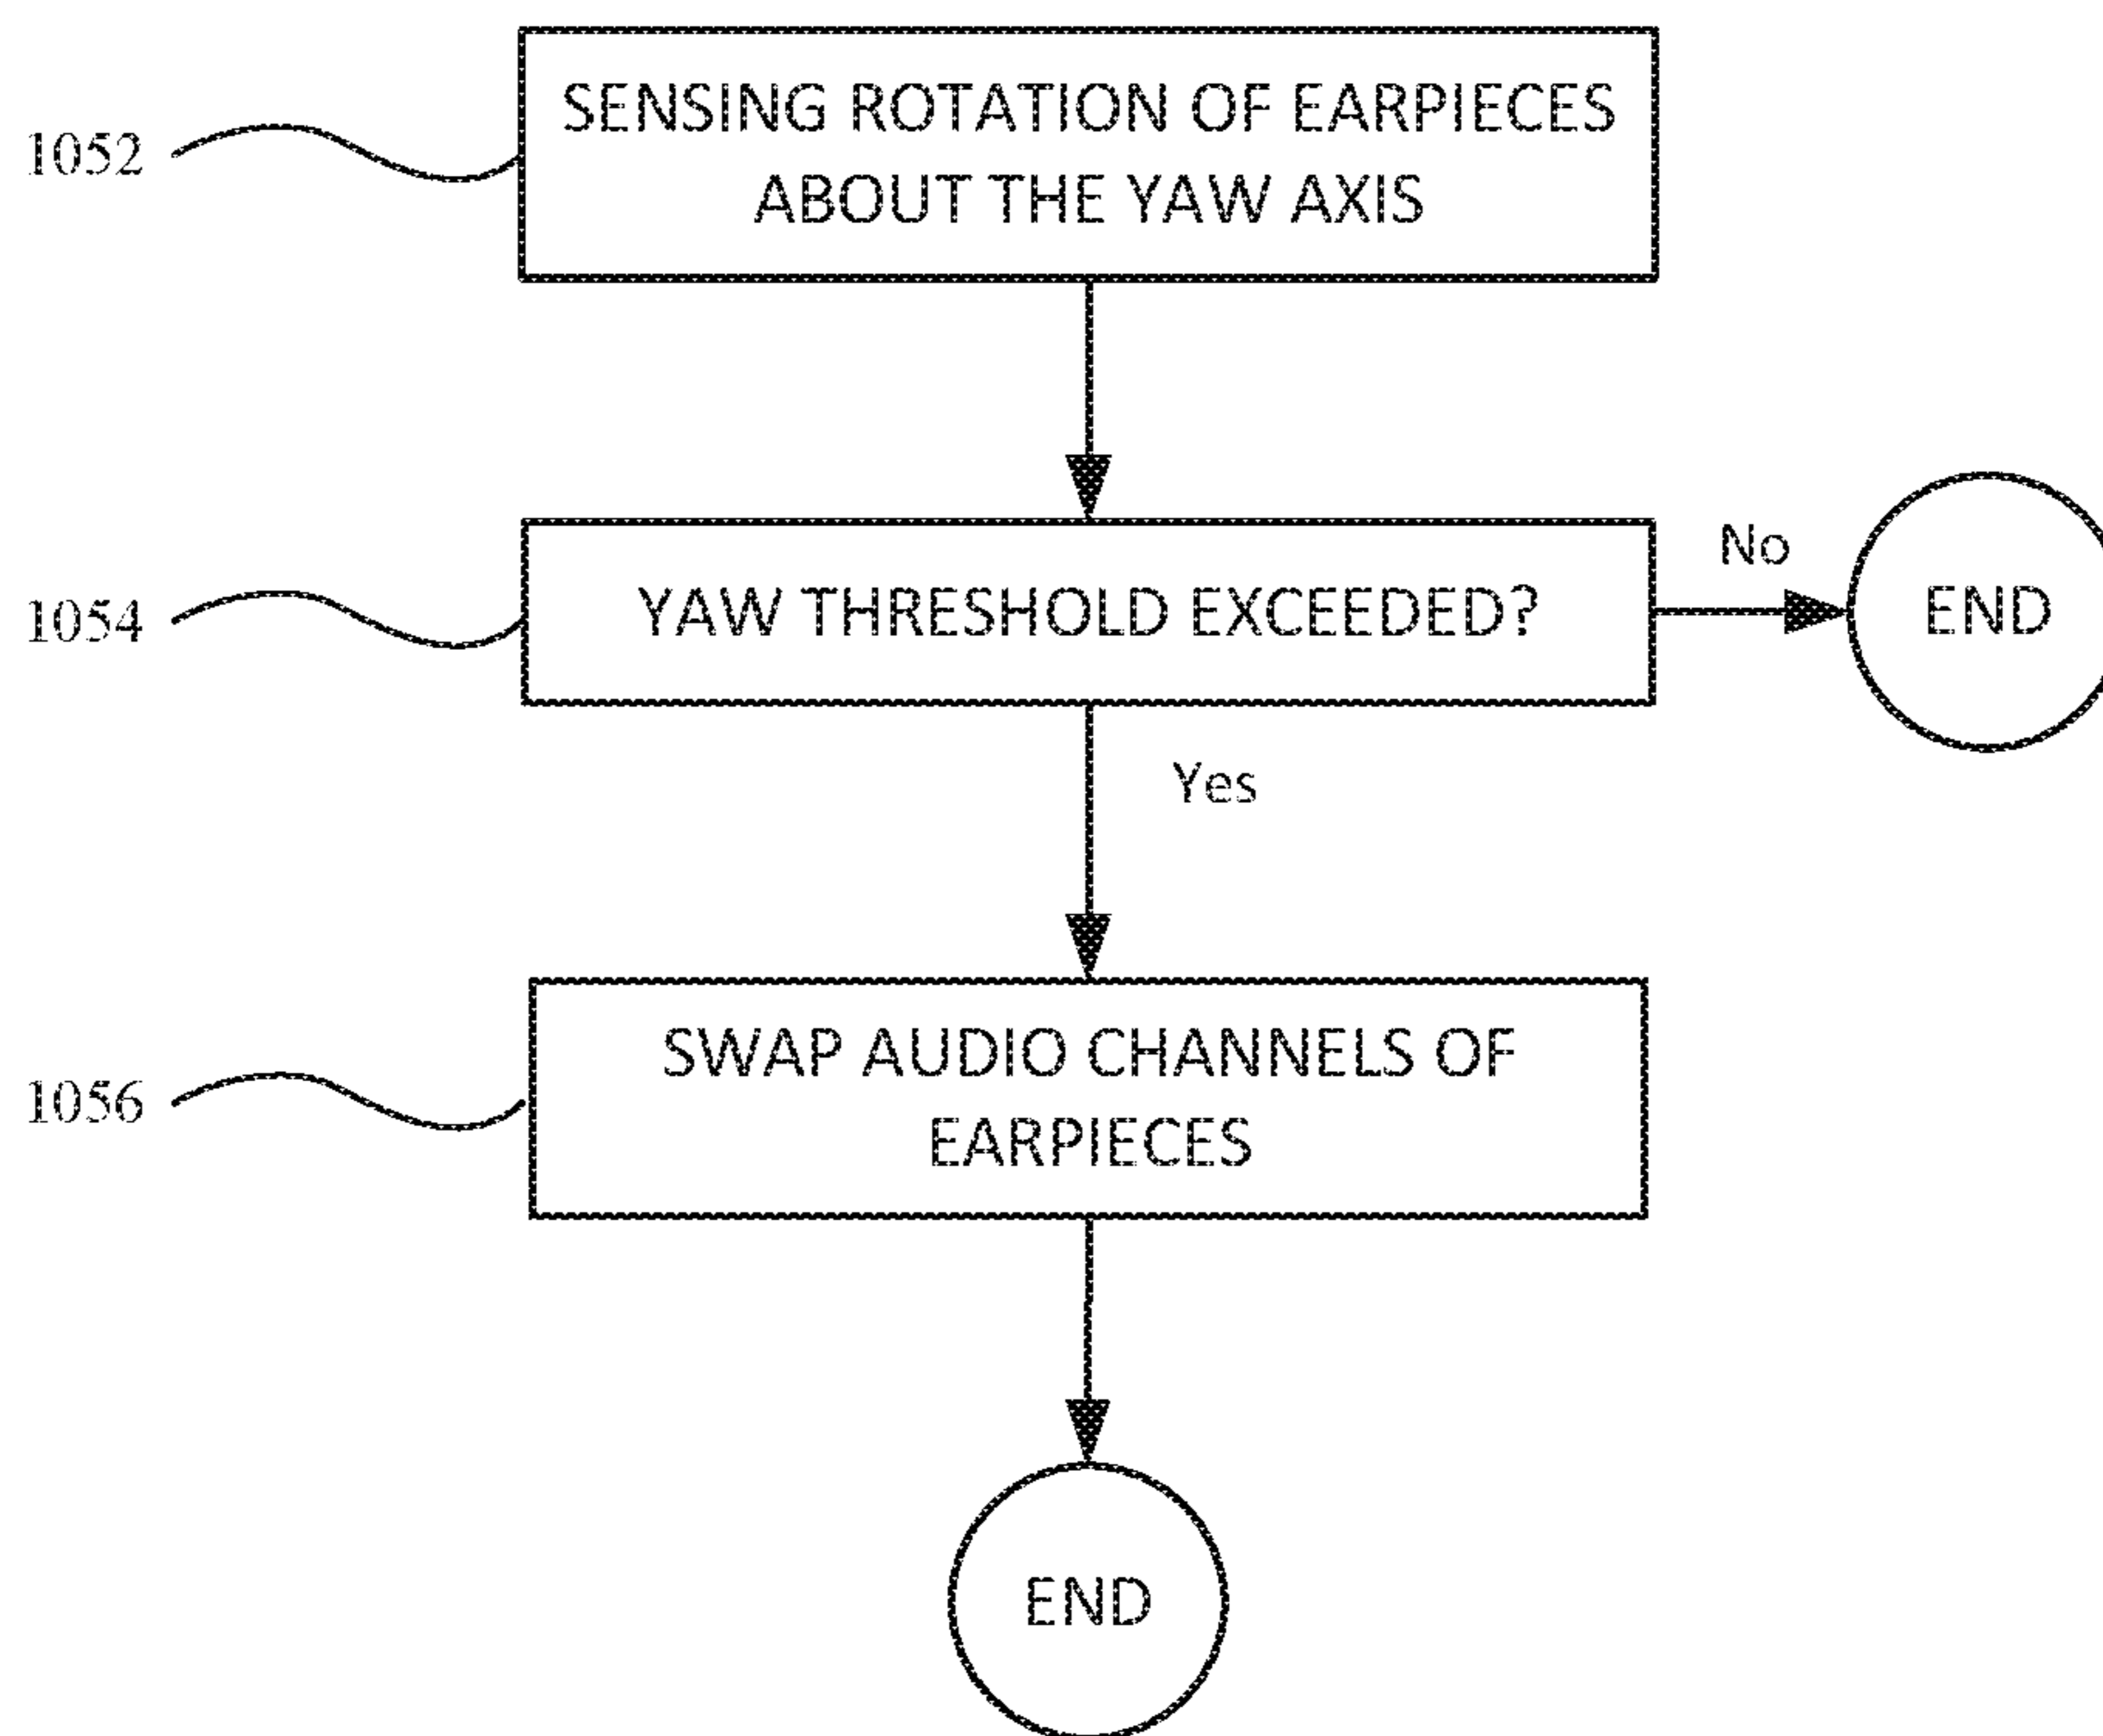 1052
SENSING ROTATION OF EARPIECES
ABOUT THE YAW AXIS
1054
YAW THRESHOLD EXCEEDED?
No
END
Yes
1056
SWAP AUDIO CHANNELS OF
EARPIECES
END